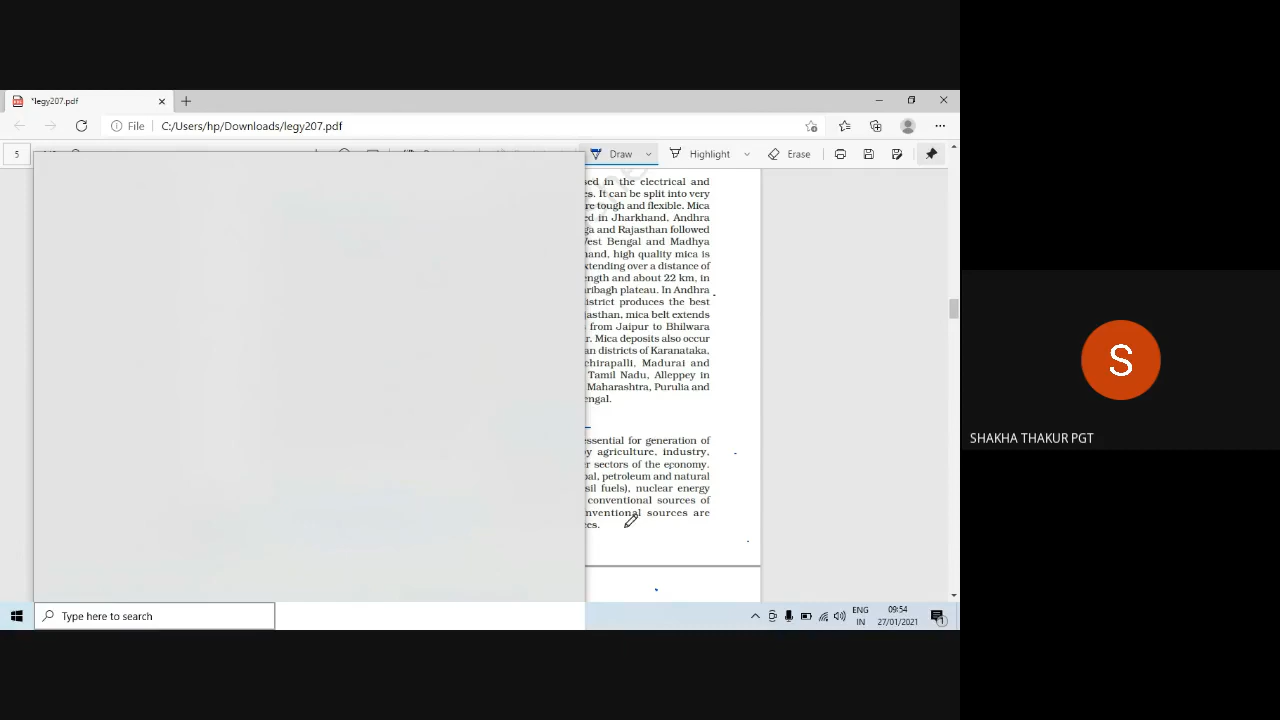 *legy207.pdf
File C:/Users/hp/Downloads/legy207.pdf
5
Draw Highlight Erase
sed in the electrical and
es. It can be split into very
re tough and flexible. Mica
ed in Jharkhand, Andhra
ga and Rajasthan followed
West Bengal and Madhya
hand, high quality mica is
xtending over a distance of
ength and about 22 km, in
aribagh plateau. In Andhra
istrict produces the best
jasthan, mica belt extends
from Jaipur to Bhilwara
r. Mica deposits also occur
an districts of Karanataka,
chirapalli, Madurai and
Tamil Nadu, Alleppey in
Maharashtra, Purulia and
engal.
essential for generation of
by agriculture, industry,
r sectors of the economy.
oal, petroleum and natural
sil fuels), nuclear energy
conventional sources of
nventional sources are
ces.
S
SHAKHA THAKUR PGT
Type here to search
ENG
IN
09:54
27/01/2021
1